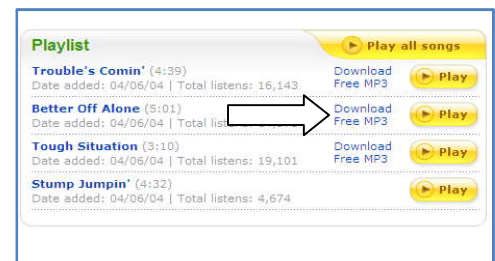 Playlist
Play all songs
Trouble's Comin' (4:39)
Date added: 04/06/04 | Total listens: 16,143
Download
Free MP3
Play
Better Off Alone (5:01)
Date added: 04/06/04 | Total
Download
Free MP3
Play
Tough Situation (3:10)
Date added: 04/06/04 | Total listens: 19,101
Download
Free MP3
Play
Stump Jumpin' (4:32)
Date added: 04/06/04 | Total listens: 4,674
Play